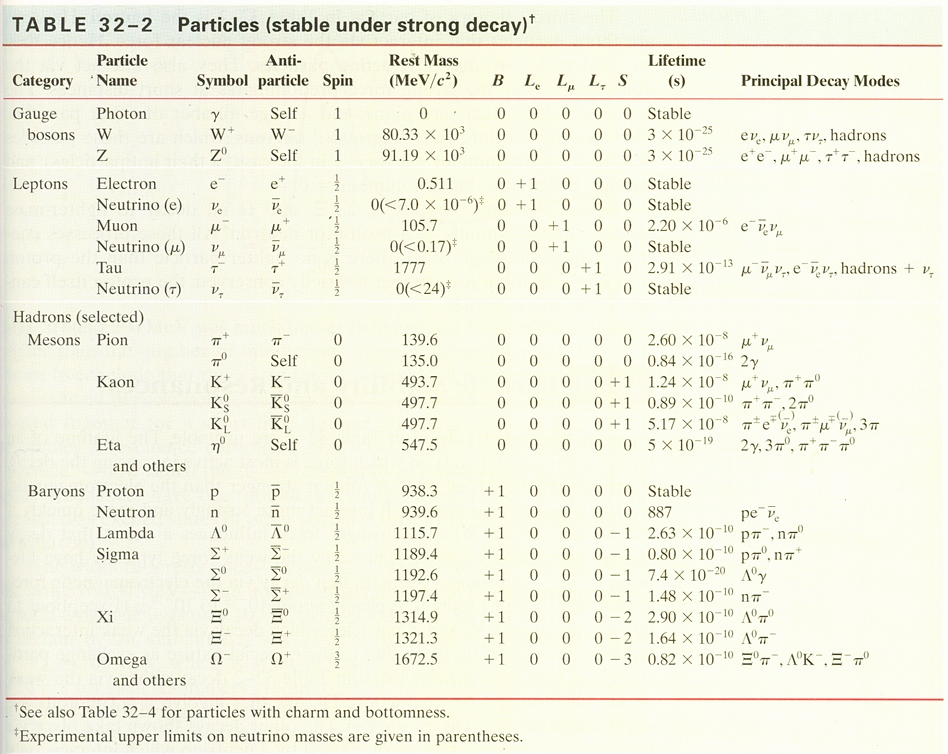 TABLE 32–2 Particles (stable under strong decay)†
Category Particle Name Symbol Anti-particle Spin Rest Mass (MeV/c²) B Lₑ L_μ L_τ S Lifetime (s) Principal Decay Modes
Gauge Photon γ Self 1 0 0 0 0 0 0 Stable
bosons W W⁺ W⁻ 1 80.33 × 10³ 0 0 0 0 0 3 × 10⁻²⁵ eνₑ, μν_μ, τν_τ, hadrons
Z Z⁰ Self 1 91.19 × 10³ 0 0 0 0 0 3 × 10⁻²⁵ e⁺e⁻, μ⁺μ⁻, τ⁺τ⁻, hadrons
Leptons Electron e⁻ e⁺ ½ 0.511 0 +1 0 0 0 Stable
Neutrino (e) νₑ ν̄ₑ ½ 0(<7.0 × 10⁻⁶)‡ 0 +1 0 0 0 Stable
Muon μ⁻ μ⁺ ½ 105.7 0 0 +1 0 0 2.20 × 10⁻⁶ e⁻ν̄ₑν_μ
Neutrino (μ) ν_μ ν̄_μ ½ 0(<0.17)‡ 0 0 +1 0 0 Stable
Tau τ⁻ τ⁺ ½ 1777 0 0 0 +1 0 2.91 × 10⁻¹³ μ⁻ν̄_μν_τ, e⁻ν̄ₑν_τ, hadrons + ν_τ
Neutrino (τ) ν_τ ν̄_τ ½ 0(<24)‡ 0 0 0 +1 0 Stable
Hadrons (selected)
Mesons Pion π⁺ π⁻ 0 139.6 0 0 0 0 0 2.60 × 10⁻⁸ μ⁺ν_μ
π⁰ Self 0 135.0 0 0 0 0 0 0.84 × 10⁻¹⁶ 2γ
Kaon K⁺ K⁻ 0 493.7 0 0 0 0 +1 1.24 × 10⁻⁸ μ⁺ν_μ, π⁺π⁰
K⁰_S K̄⁰_S 0 497.7 0 0 0 0 +1 0.89 × 10⁻¹⁰ π⁺π⁻, 2π⁰
K⁰_L K̄⁰_L 0 497.7 0 0 0 0 +1 5.17 × 10⁻⁸ π^±e^∓ν^(–)ₑ, π^±μ^∓ν^(–)_μ, 3π
Eta η⁰ Self 0 547.5 0 0 0 0 0 5 × 10⁻¹⁹ 2γ, 3π⁰, π⁺π⁻π⁰
and others
Baryons Proton p p̄ ½ 938.3 +1 0 0 0 0 Stable
Neutron n n̄ ½ 939.6 +1 0 0 0 0 887 pe⁻ν̄ₑ
Lambda Λ⁰ Λ̄⁰ ½ 1115.7 +1 0 0 0 −1 2.63 × 10⁻¹⁰ pπ⁻, nπ⁰
Sigma Σ⁺ Σ̄⁻ ½ 1189.4 +1 0 0 0 −1 0.80 × 10⁻¹⁰ pπ⁰, nπ⁺
Σ⁰ Σ̄⁰ ½ 1192.6 +1 0 0 0 −1 7.4 × 10⁻²⁰ Λ⁰γ
Σ⁻ Σ̄⁺ ½ 1197.4 +1 0 0 0 −1 1.48 × 10⁻¹⁰ nπ⁻
Xi Ξ⁰ Ξ̄⁰ ½ 1314.9 +1 0 0 0 −2 2.90 × 10⁻¹⁰ Λ⁰π⁰
Ξ⁻ Ξ⁺ ½ 1321.3 +1 0 0 0 −2 1.64 × 10⁻¹⁰ Λ⁰π⁻
Omega Ω⁻ Ω⁺ 3/2 1672.5 +1 0 0 0 −3 0.82 × 10⁻¹⁰ Ξ⁰π⁻, Λ⁰K⁻, Ξ⁻π⁰
and others
†See also Table 32–4 for particles with charm and bottomness.
‡Experimental upper limits on neutrino masses are given in parentheses.